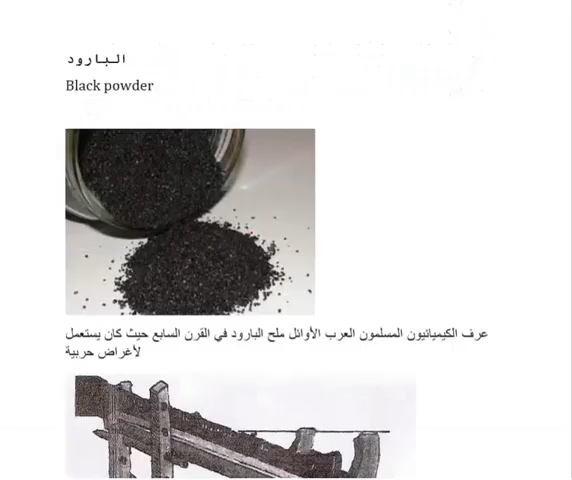 البارود
Black powder
عرف الكيميائيون المسلمون العرب الأوائل ملح البارود في القرن السابع حيث كان يستعمل
لأغراض حربية